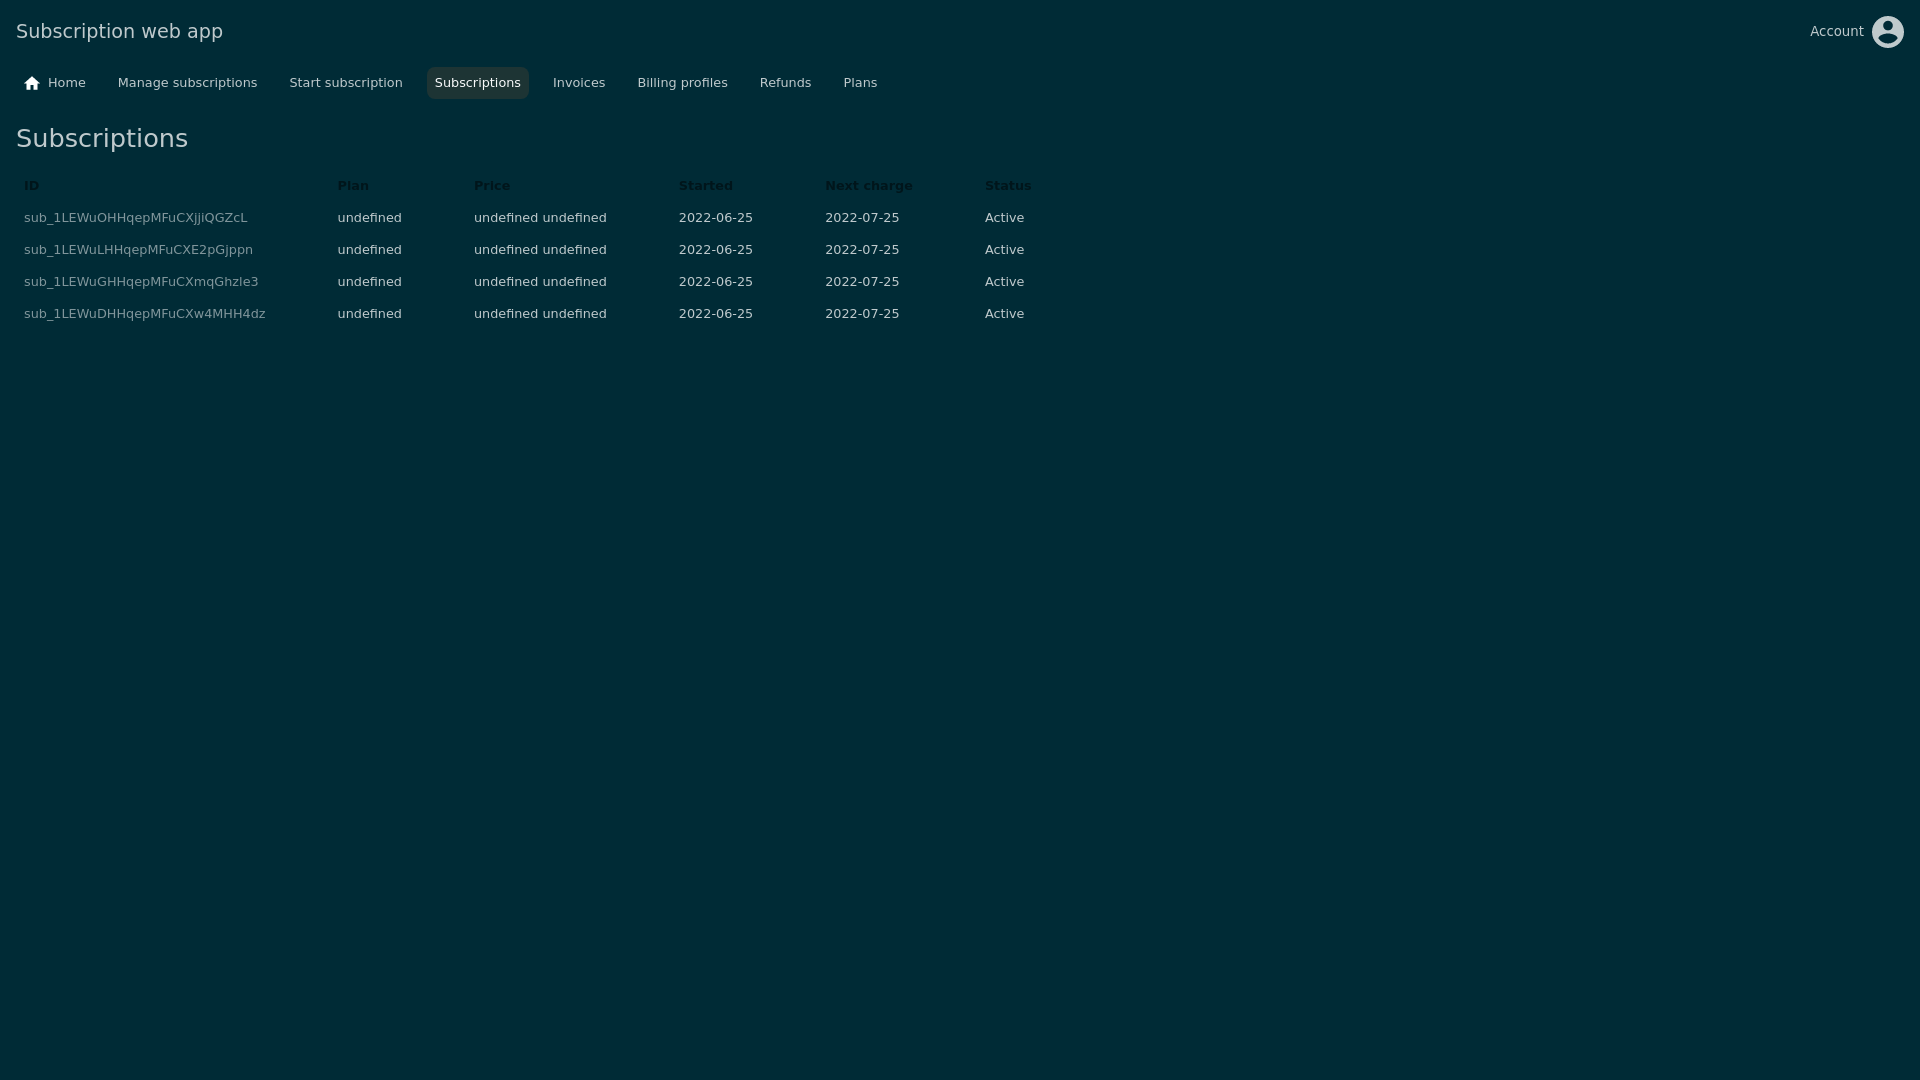 Subscription web app
Account
Home Manage subscriptions Start subscription Subscriptions Invoices Billing profiles Refunds Plans
Subscriptions
ID Plan Price Started Next charge Status
sub_1LEWuOHHqepMFuCXjjlQGZcL undefined undefined undefined 2022-06-25 2022-07-25 Active
sub_1LEWuLHHqepMFuCXE2pGjppn undefined undefined undefined 2022-06-25 2022-07-25 Active
sub_1LEWuGHHqepMFuCXmqGhzle3 undefined undefined undefined 2022-06-25 2022-07-25 Active
sub_1LEWuDHHqepMFuCXw4MHH4dz undefined undefined undefined 2022-06-25 2022-07-25 Active